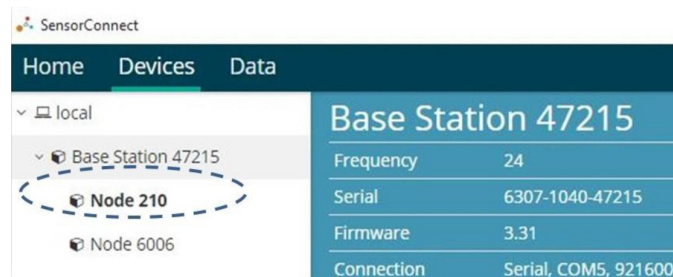 SensorConnect
Home Devices Data
local
Base Station 47215
Node 210
Node 6006
Base Station 47215
Frequency 24
Serial 6307-1040-47215
Firmware 3.31
Connection Serial, COM5, 921600